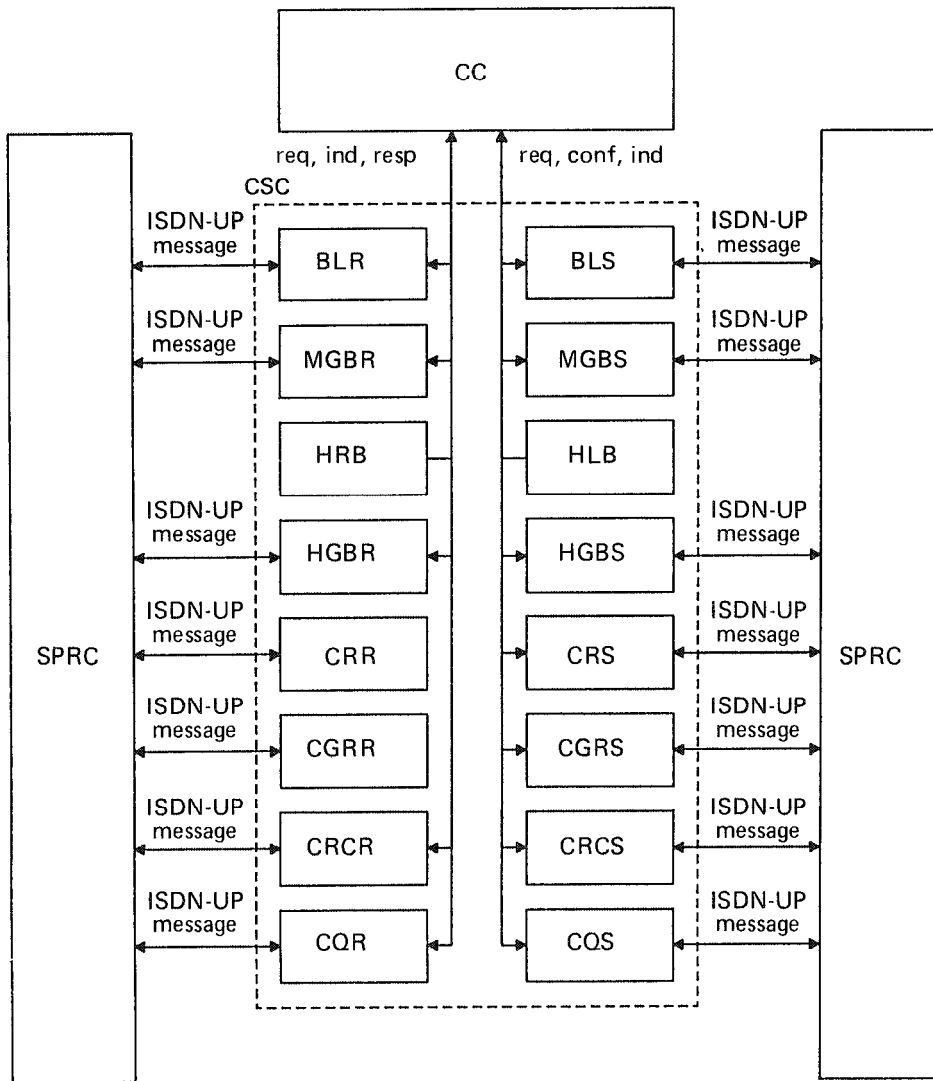 CC
req, ind, resp
req, conf, ind
CSC
ISDN-UP
message
BLR
BLS
ISDN-UP
message
ISDN-UP
message
MGBR
MGBS
ISDN-UP
message
HRB
HLB
ISDN-UP
message
HGBR
HGBS
ISDN-UP
message
ISDN-UP
message
SPRC
CRR
CRS
ISDN-UP
message
SPRC
ISDN-UP
message
CGRR
CGRS
ISDN-UP
message
ISDN-UP
message
CRCR
CRCS
ISDN-UP
message
ISDN-UP
message
CQR
CQS
ISDN-UP
message